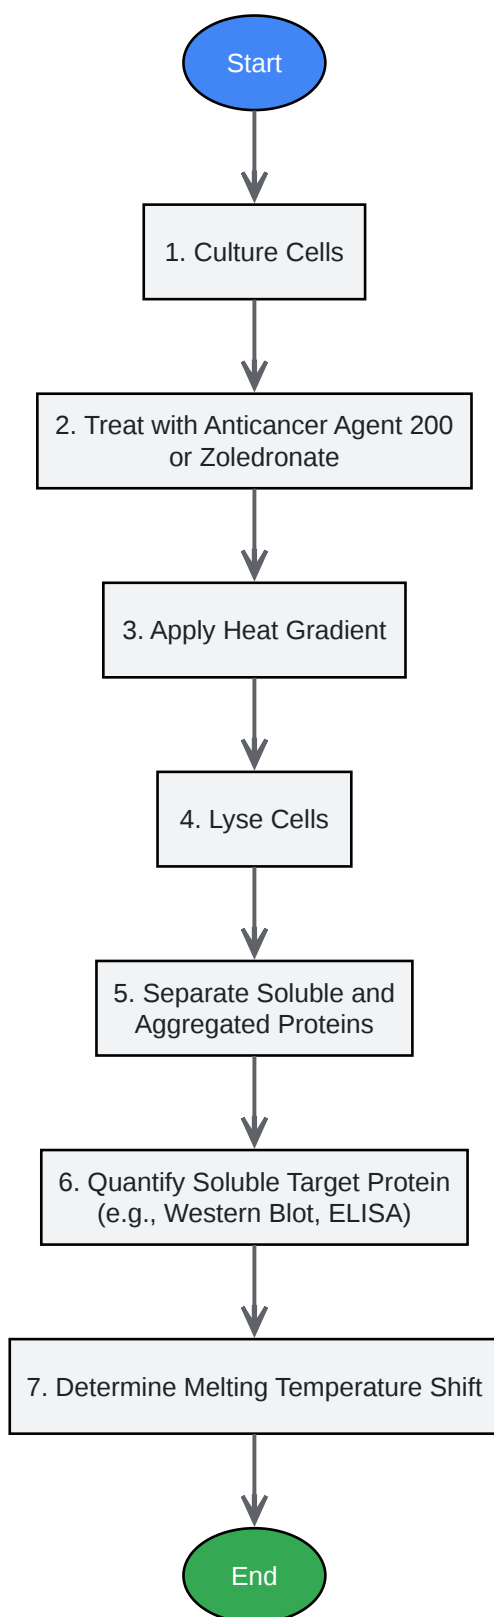 Start
1. Culture Cells
2. Treat with Anticancer Agent 200
or Zoledronate
3. Apply Heat Gradient
4. Lyse Cells
5. Separate Soluble and
Aggregated Proteins
6. Quantify Soluble Target Protein
(e.g., Western Blot, ELISA)
7. Determine Melting Temperature Shift
End